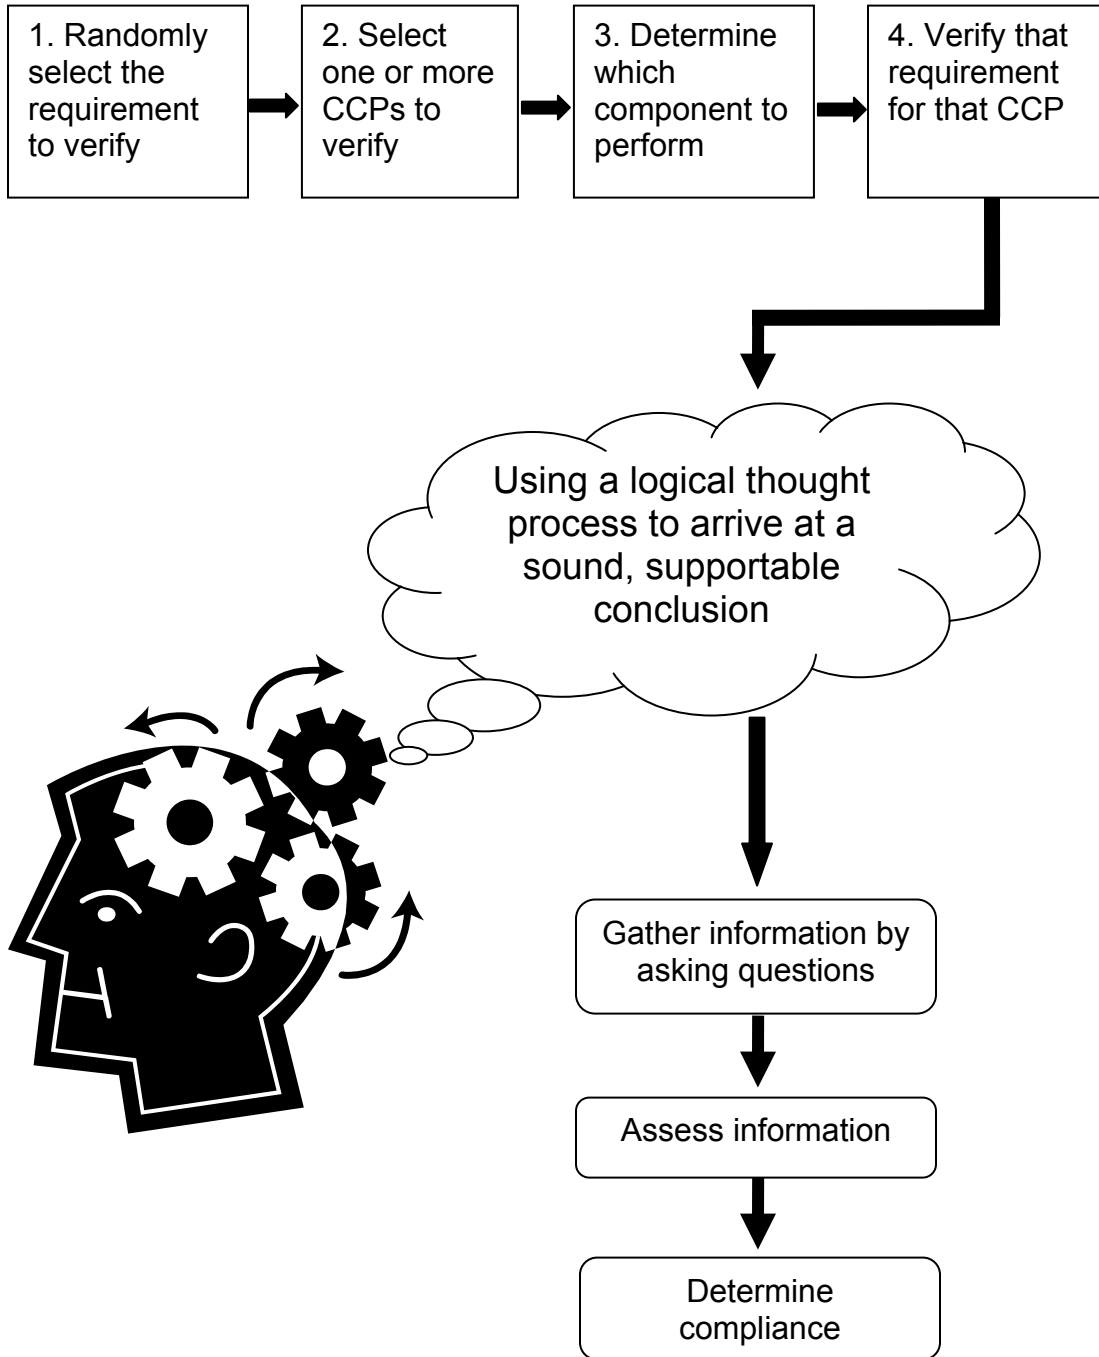 1. Randomly
select the
requirement
to verify
2. Select
one or more
CCPs to
verify
3. Determine
which
component to
perform
4. Verify that
requirement
for that CCP
Using a logical thought
process to arrive at a
sound, supportable
conclusion
Gather information by
asking questions
Assess information
Determine
compliance